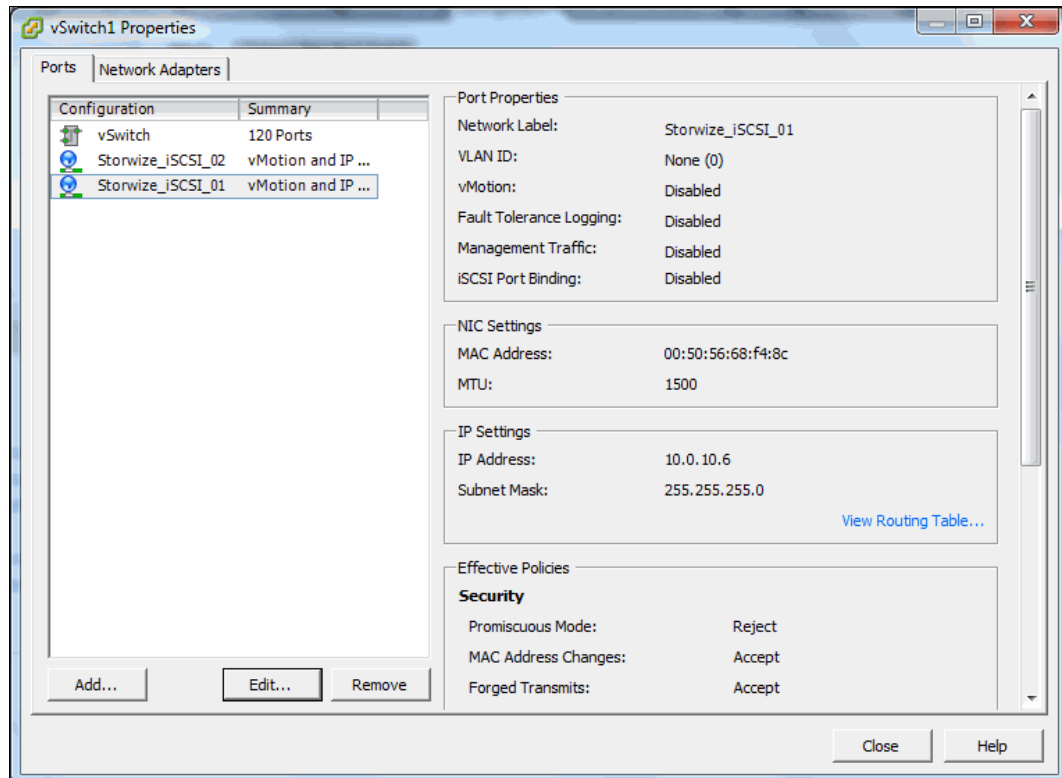 vSwitch1 Properties
Ports Network Adapters
Configuration Summary
vSwitch 120 Ports
Storwize_iSCSI_02 vMotion and IP ...
Storwize_iSCSI_01 vMotion and IP ...
Add... Edit... Remove
Port Properties
Network Label: Storwize_iSCSI_01
VLAN ID: None (0)
vMotion: Disabled
Fault Tolerance Logging: Disabled
Management Traffic: Disabled
iSCSI Port Binding: Disabled
NIC Settings
MAC Address: 00:50:56:68:f4:8c
MTU: 1500
IP Settings
IP Address: 10.0.10.6
Subnet Mask: 255.255.255.0
View Routing Table...
Effective Policies
Security
Promiscuous Mode: Reject
MAC Address Changes: Accept
Forged Transmits: Accept
Close Help